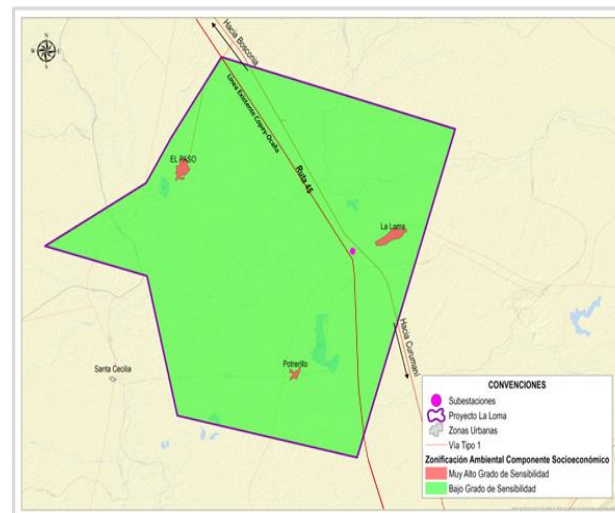 Hacia Bosconia
Línea Existente Copey-Ocaña
Ruta 45
EL PASO
La Loma
Hacia Curumaní
Potrerillo
Santa Cecilia
CONVENCIONES
Subestaciones
Proyecto La Loma
Zonas Urbanas
Vía Tipo 1
Zonificación Ambiental Componente Socioeconómico
Muy Alto Grado de Sensibilidad
Bajo Grado de Sensibilidad